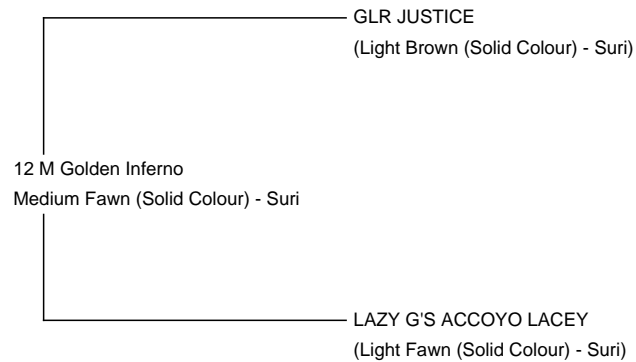 GLR JUSTICE
(Light Brown (Solid Colour) - Suri)
12 M Golden Inferno
Medium Fawn (Solid Colour) - Suri
LAZY G'S ACCOYO LACEY
(Light Fawn (Solid Colour) - Suri)